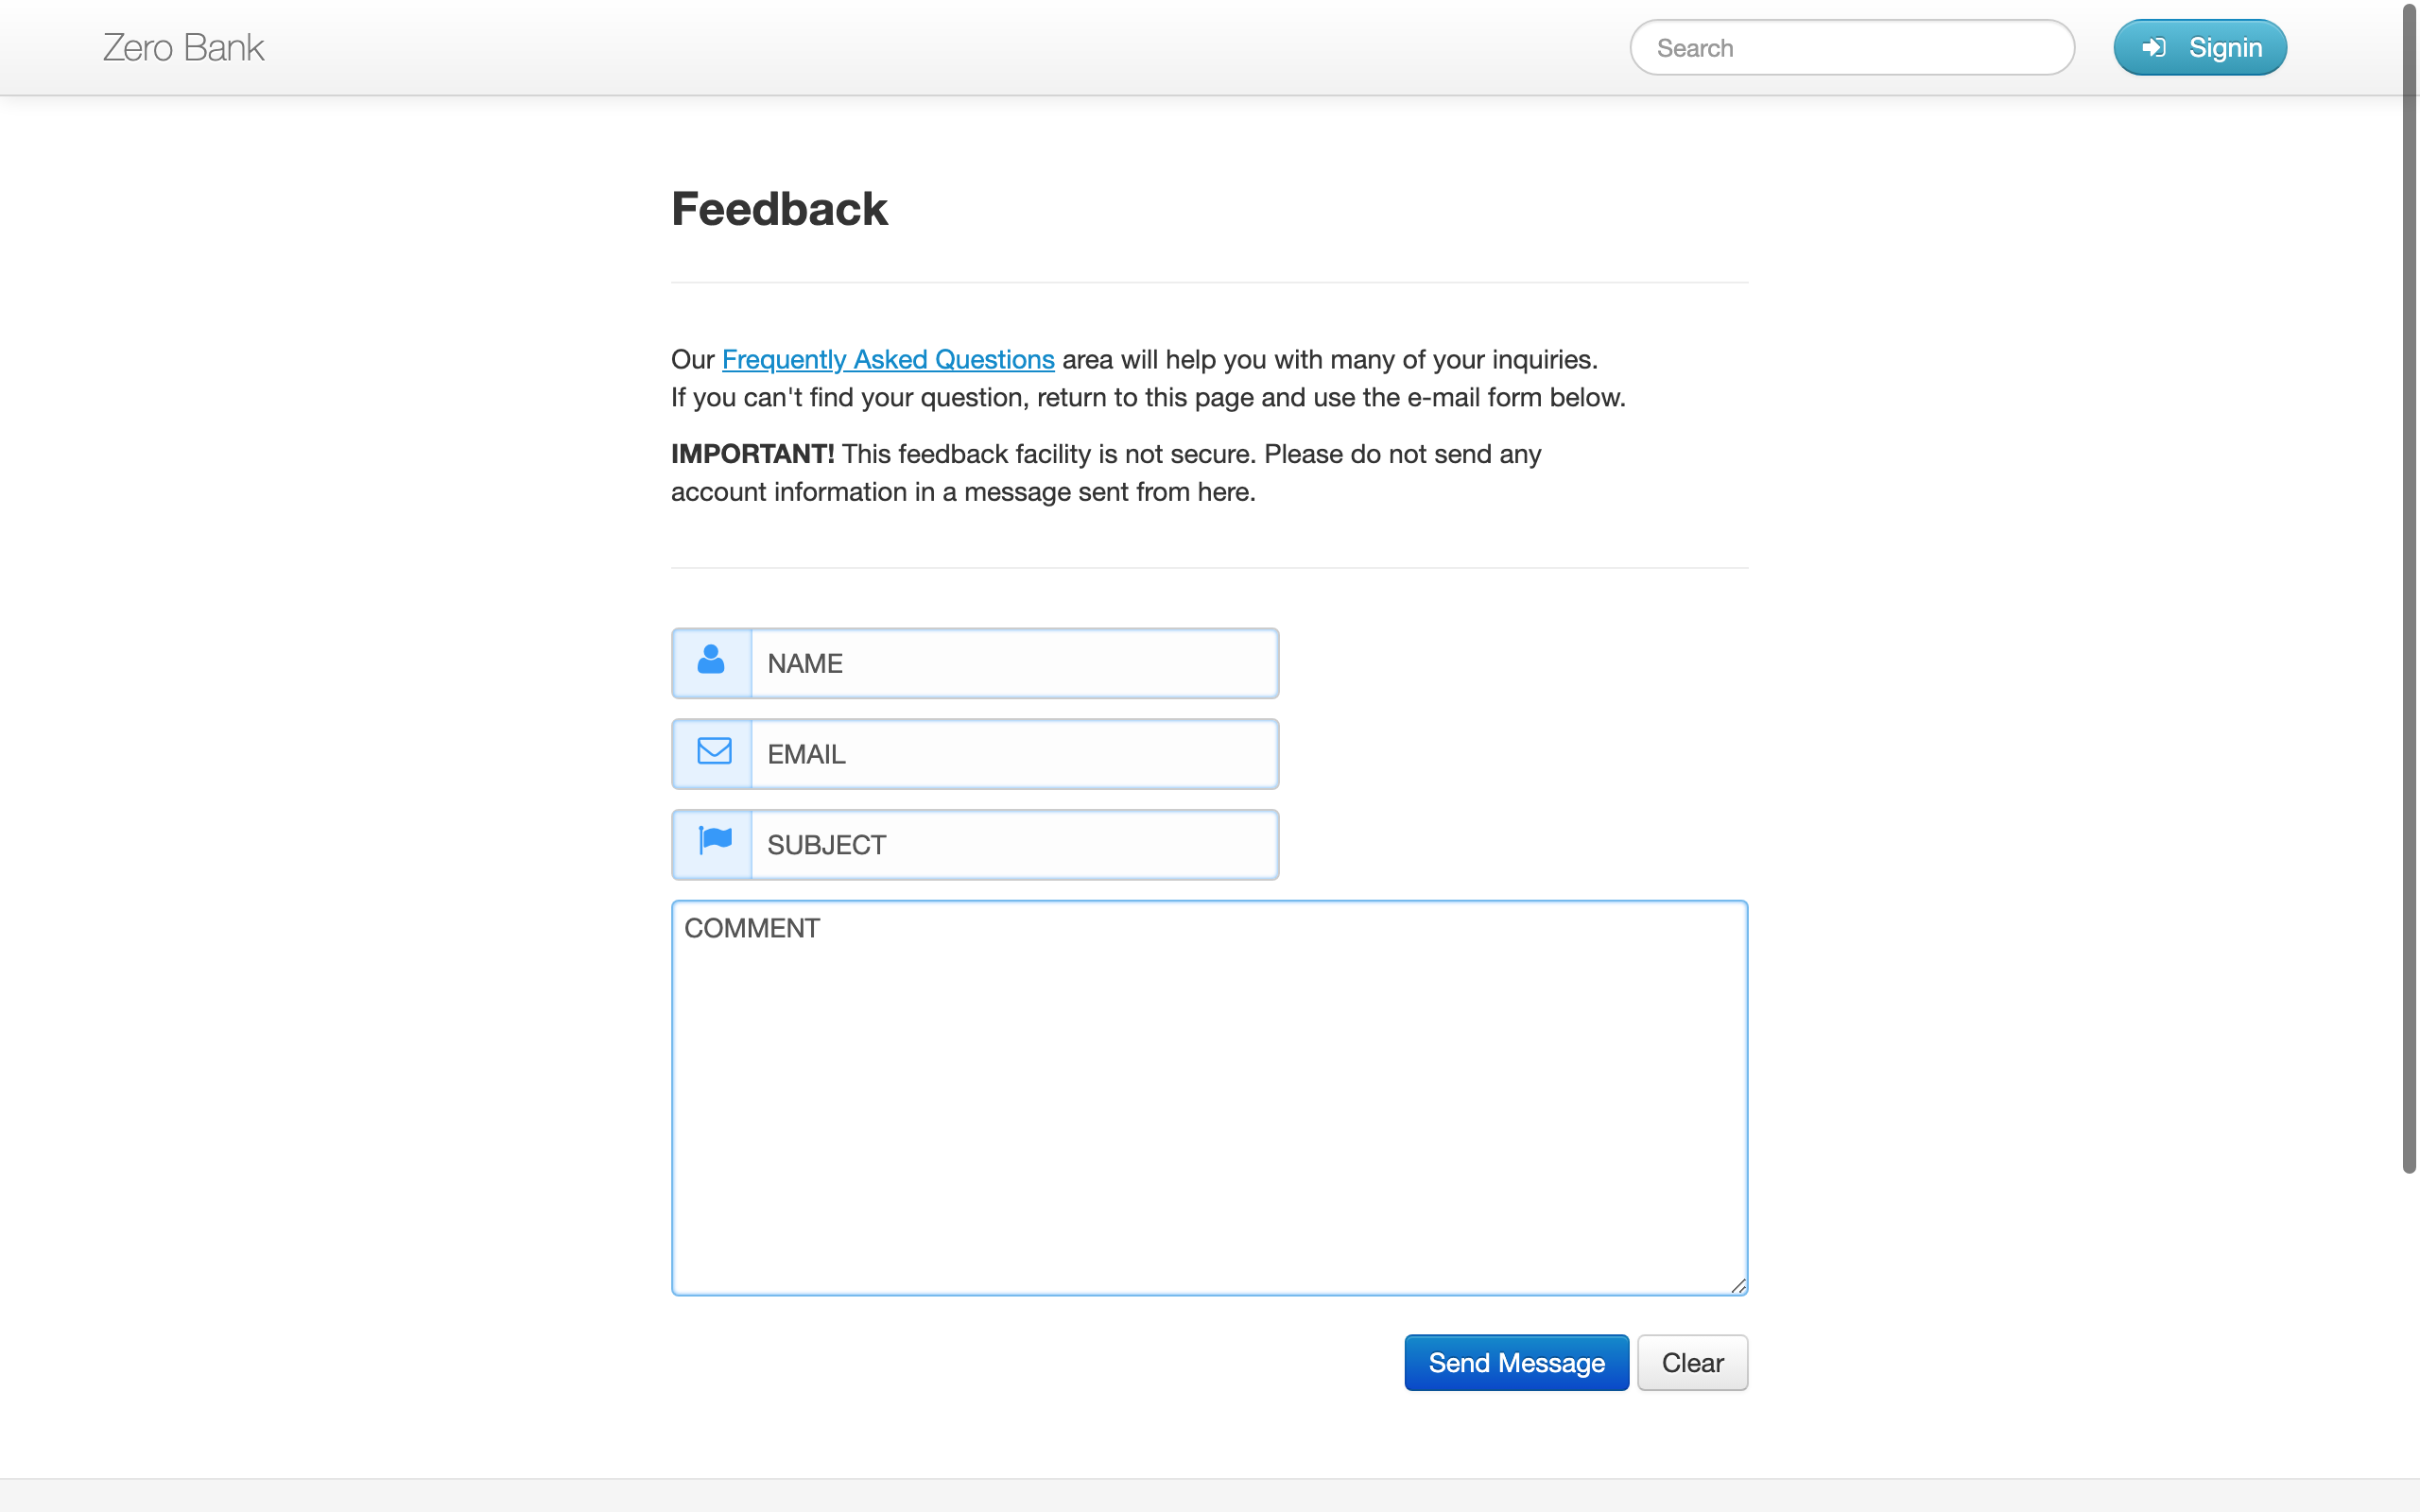 Zero Bank
Search
Signin
Feedback
Our Frequently Asked Questions area will help you with many of your inquiries.
If you can't find your question, return to this page and use the e-mail form below.
IMPORTANT! This feedback facility is not secure. Please do not send any
account information in a message sent from here.
NAME
EMAIL
SUBJECT
COMMENT
Send Message
Clear